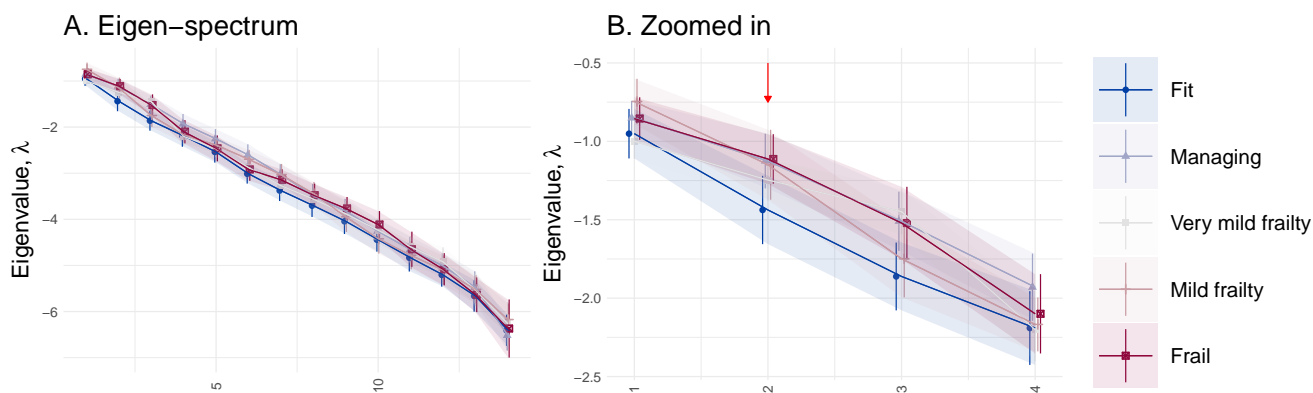 A. Eigen−spectrum
Eigenvalue, λ
−2
−4
−6
5
10
B. Zoomed in
Eigenvalue, λ
−0.5
−1.0
−1.5
−2.0
−2.5
1
2
3
4
Fit
Managing
Very mild frailty
Mild frailty
Frail